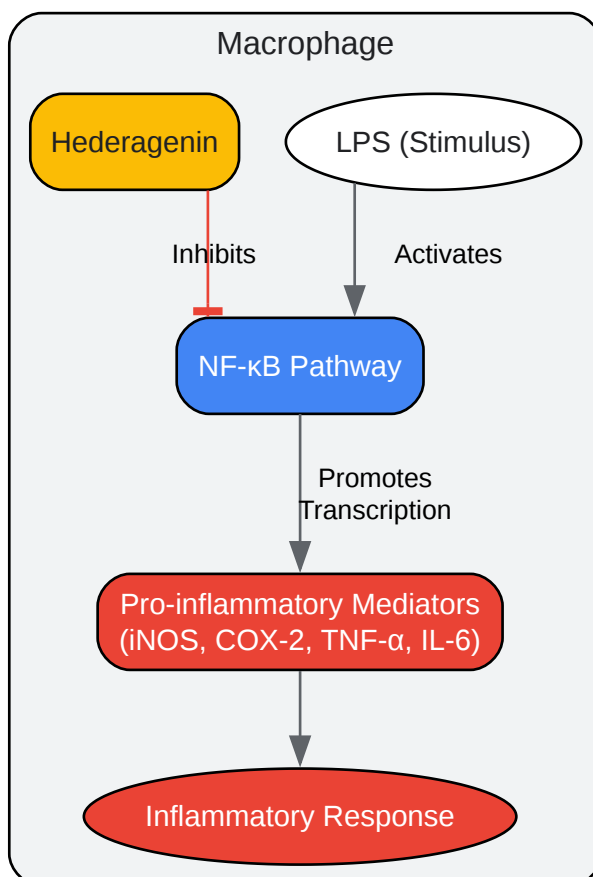 Macrophage
Hederagenin
LPS (Stimulus)
Inhibits
Activates
NF-κB Pathway
Promotes
Transcription
Pro-inflammatory Mediators
(iNOS, COX-2, TNF-α, IL-6)
Inflammatory Response